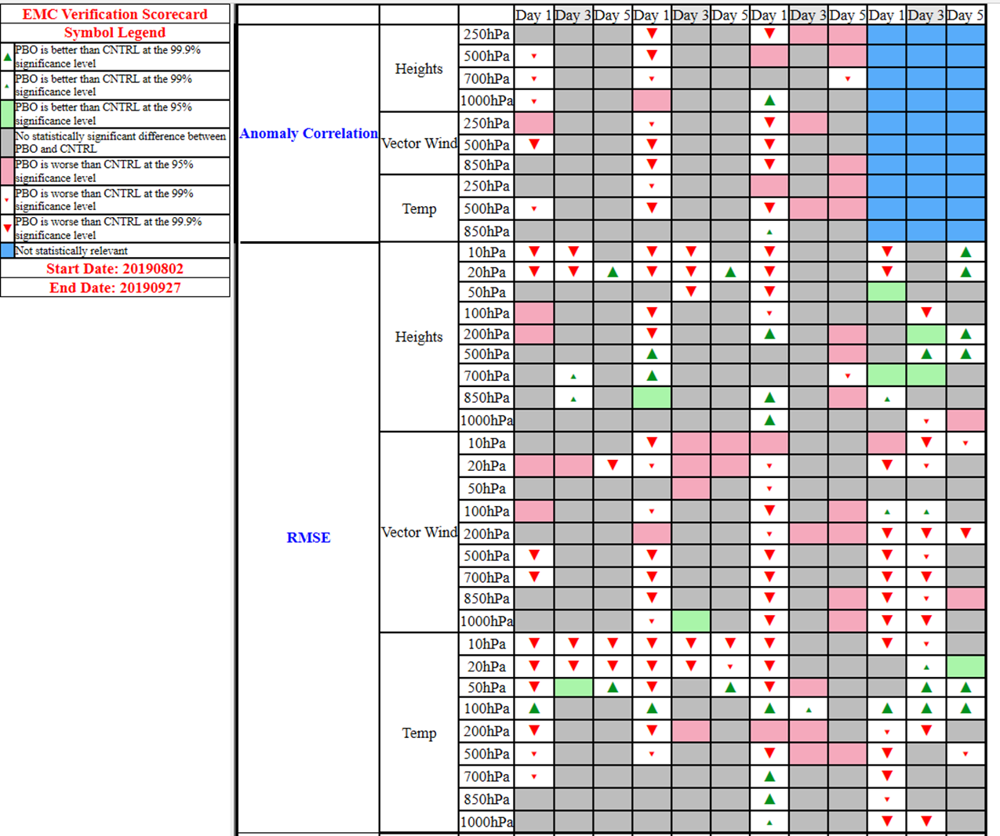 EMC Verification Scorecard
Symbol Legend
PBO is better than CNTRL at the 99.9%
significance level
PBO is better than CNTRL at the 99%
significance level
PBO is better than CNTRL at the 95%
significance level
No statistically significant difference between
PBO and CNTRL
PBO is worse than CNTRL at the 95%
significance level
PBO is worse than CNTRL at the 99%
significance level
PBO is worse than CNTRL at the 99.9%
significance level
Not statistically relevant
Start Date: 20190802
End Date: 20190927
Day 1 Day 3 Day 5 Day 1 Day 3 Day 5 Day 1 Day 3 Day 5 Day 1 Day 3 Day 5
Anomaly Correlation
Heights
250hPa
500hPa
700hPa
1000hPa
Vector Wind
250hPa
500hPa
850hPa
Temp
250hPa
500hPa
850hPa
RMSE
Heights
10hPa
20hPa
50hPa
100hPa
200hPa
500hPa
700hPa
850hPa
1000hPa
Vector Wind
10hPa
20hPa
50hPa
100hPa
200hPa
500hPa
700hPa
850hPa
1000hPa
Temp
10hPa
20hPa
50hPa
100hPa
200hPa
500hPa
700hPa
850hPa
1000hPa